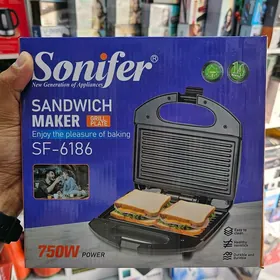 Sonifer®
New Generation of Appliances
SANDWICH
MAKER GRILL PLATE
Enjoy the pleasure of baking
SF-6186
750W POWER